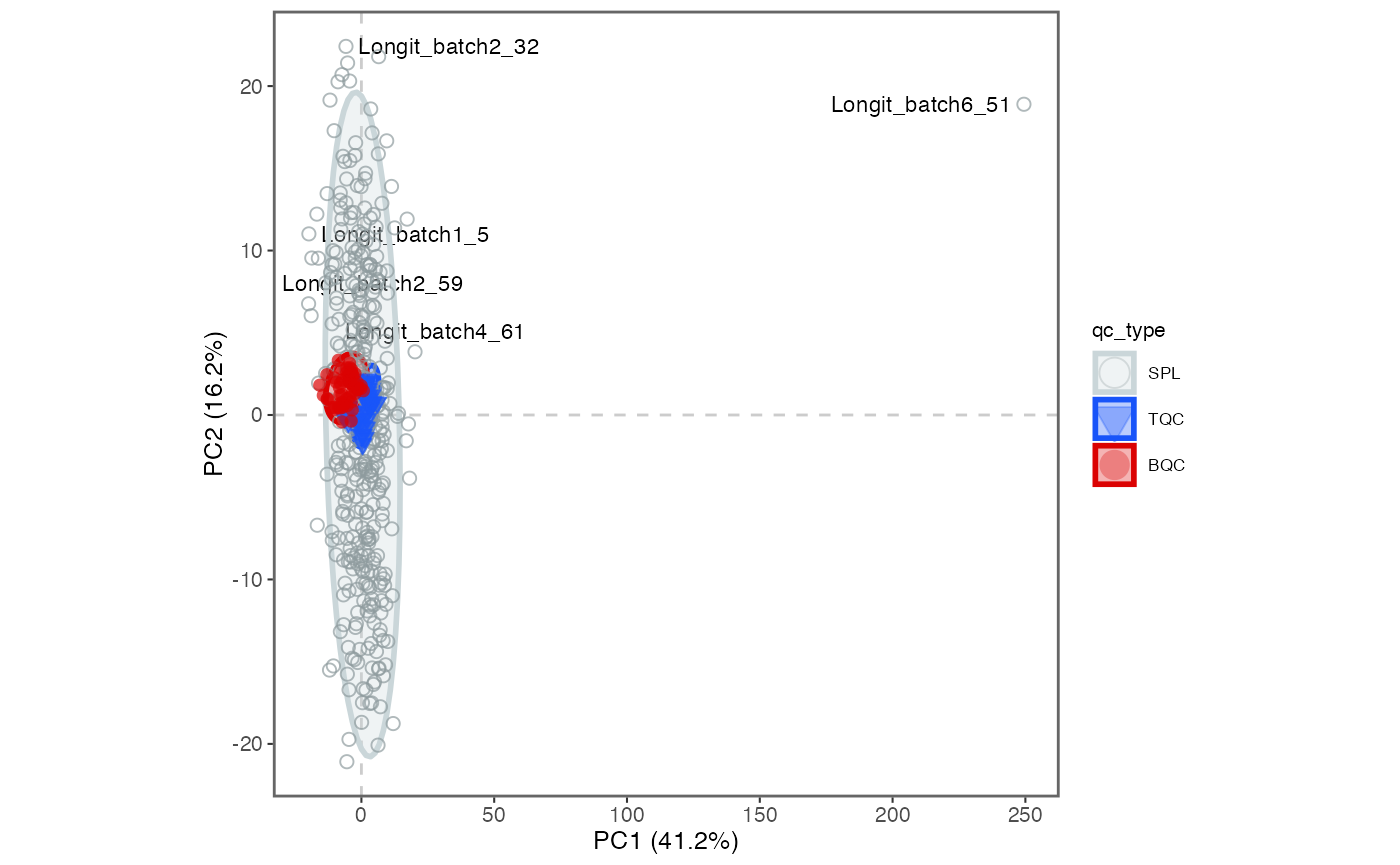 20
10
0
-10
-20
PC2 (16.2%)
Longit_batch2_32
Longit_batch6_51
Longit_batch1_5
Longit_batch2_59
Longit_batch4_61
0
50
100
150
200
250
PC1 (41.2%)
qc_type
SPL
TQC
BQC